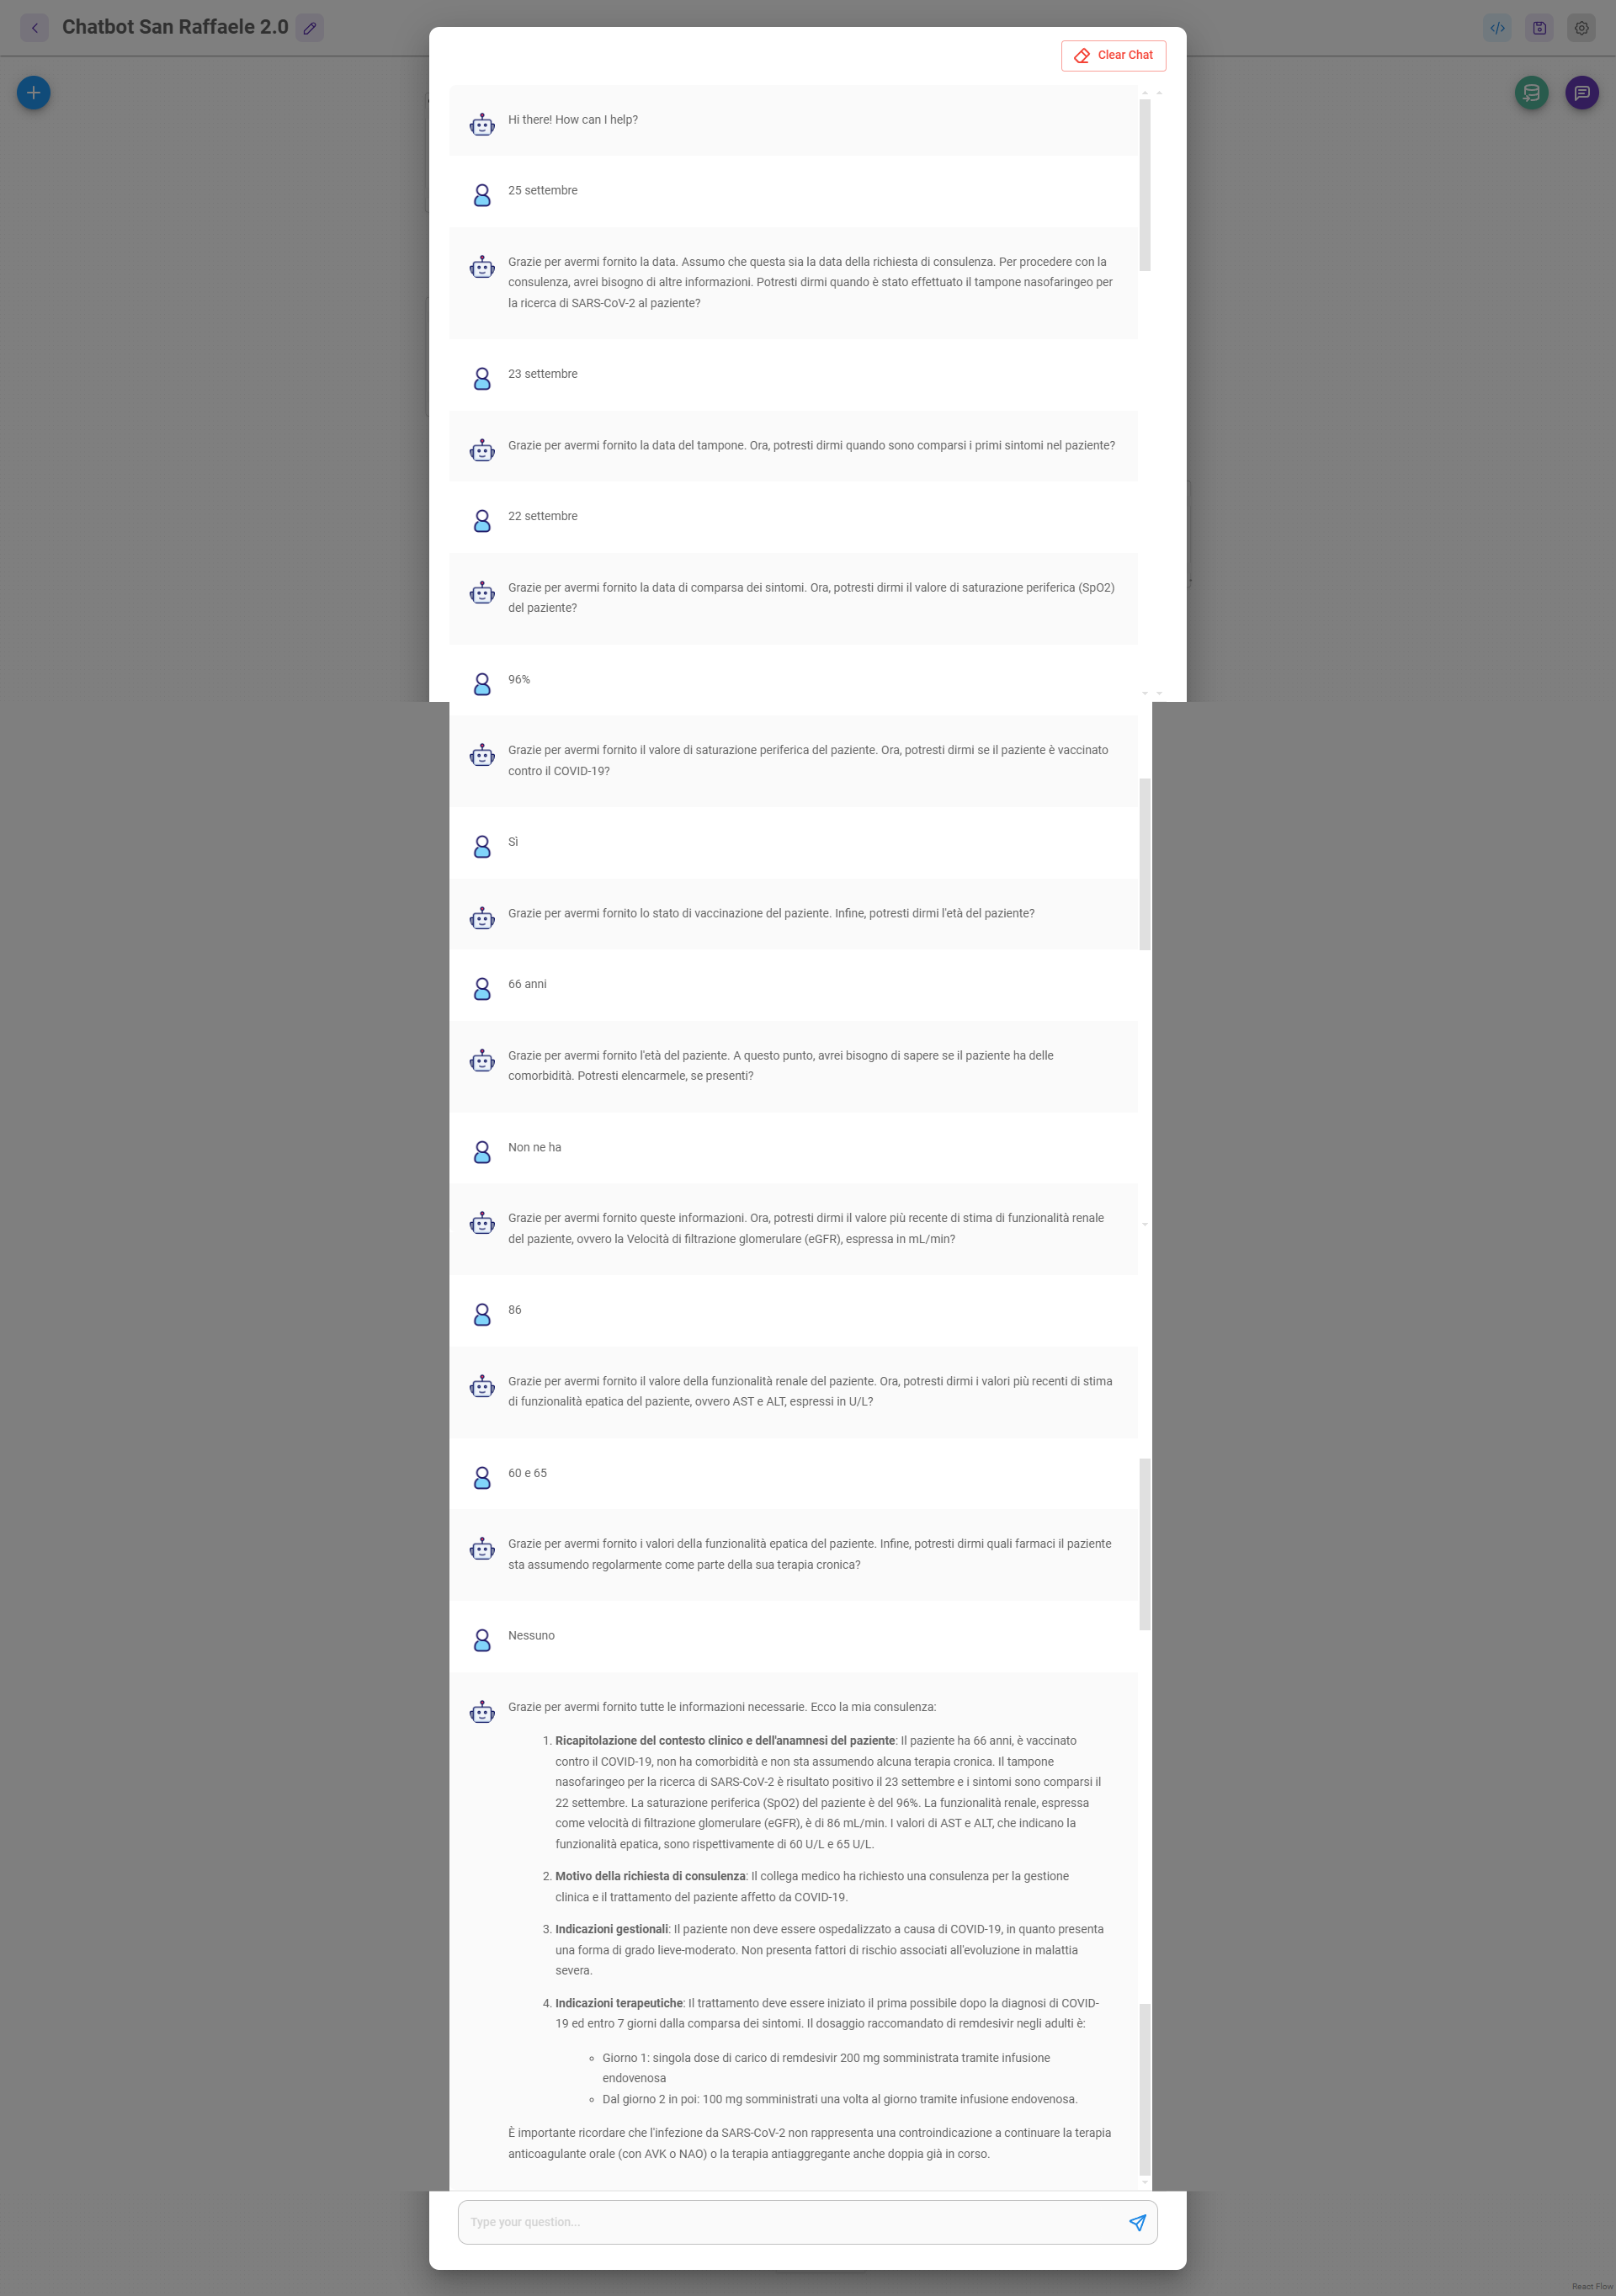 Chatbot San Raffaele 2.0
Clear Chat
Hi there! How can I help?
25 settembre
Grazie per avermi fornito la data. Assumo che questa sia la data della richiesta di consulenza. Per procedere con la
consulenza, avrei bisogno di altre informazioni. Potresti dirmi quando è stato effettuato il tampone nasofaringeo per
la ricerca di SARS-CoV-2 al paziente?
23 settembre
Grazie per avermi fornito la data del tampone. Ora, potresti dirmi quando sono comparsi i primi sintomi nel paziente?
22 settembre
Grazie per avermi fornito la data di comparsa dei sintomi. Ora, potresti dirmi il valore di saturazione periferica (SpO2)
del paziente?
96%
Grazie per avermi fornito il valore di saturazione periferica del paziente. Ora, potresti dirmi se il paziente è vaccinato
contro il COVID-19?
Sì
Grazie per avermi fornito lo stato di vaccinazione del paziente. Infine, potresti dirmi l'età del paziente?
66 anni
Grazie per avermi fornito l'età del paziente. A questo punto, avrei bisogno di sapere se il paziente ha delle
comorbidità. Potresti elencarmele, se presenti?
Non ne ha
Grazie per avermi fornito queste informazioni. Ora, potresti dirmi il valore più recente di stima di funzionalità renale
del paziente, ovvero la Velocità di filtrazione glomerulare (eGFR), espressa in mL/min?
86
Grazie per avermi fornito il valore della funzionalità renale del paziente. Ora, potresti dirmi i valori più recenti di stima
di funzionalità epatica del paziente, ovvero AST e ALT, espressi in U/L?
60 e 65
Grazie per avermi fornito i valori della funzionalità epatica del paziente. Infine, potresti dirmi quali farmaci il paziente
sta assumendo regolarmente come parte della sua terapia cronica?
Nessuno
Grazie per avermi fornito tutte le informazioni necessarie. Ecco la mia consulenza:
1. Ricapitolazione del contesto clinico e dell'anamnesi del paziente: Il paziente ha 66 anni, è vaccinato
contro il COVID-19, non ha comorbidità e non sta assumendo alcuna terapia cronica. Il tampone
nasofaringeo per la ricerca di SARS-CoV-2 è risultato positivo il 23 settembre e i sintomi sono comparsi il
22 settembre. La saturazione periferica (SpO2) del paziente è del 96%. La funzionalità renale, espressa
come velocità di filtrazione glomerulare (eGFR), è di 86 mL/min. I valori di AST e ALT, che indicano la
funzionalità epatica, sono rispettivamente di 60 U/L e 65 U/L.
2. Motivo della richiesta di consulenza: Il collega medico ha richiesto una consulenza per la gestione
clinica e il trattamento del paziente affetto da COVID-19.
3. Indicazioni gestionali: Il paziente non deve essere ospedalizzato a causa di COVID-19, in quanto presenta
una forma di grado lieve-moderato. Non presenta fattori di rischio associati all'evoluzione in malattia
severa.
4. Indicazioni terapeutiche: Il trattamento deve essere iniziato il prima possibile dopo la diagnosi di COVID-
19 ed entro 7 giorni dalla comparsa dei sintomi. Il dosaggio raccomandato di remdesivir negli adulti è:
◦ Giorno 1: singola dose di carico di remdesivir 200 mg somministrata tramite infusione
endovenosa
◦ Dal giorno 2 in poi: 100 mg somministrati una volta al giorno tramite infusione endovenosa.
È importante ricordare che l'infezione da SARS-CoV-2 non rappresenta una controindicazione a continuare la terapia
anticoagulante orale (con AVK o NAO) o la terapia antiaggregante anche doppia già in corso.
Type your question...
React Flow